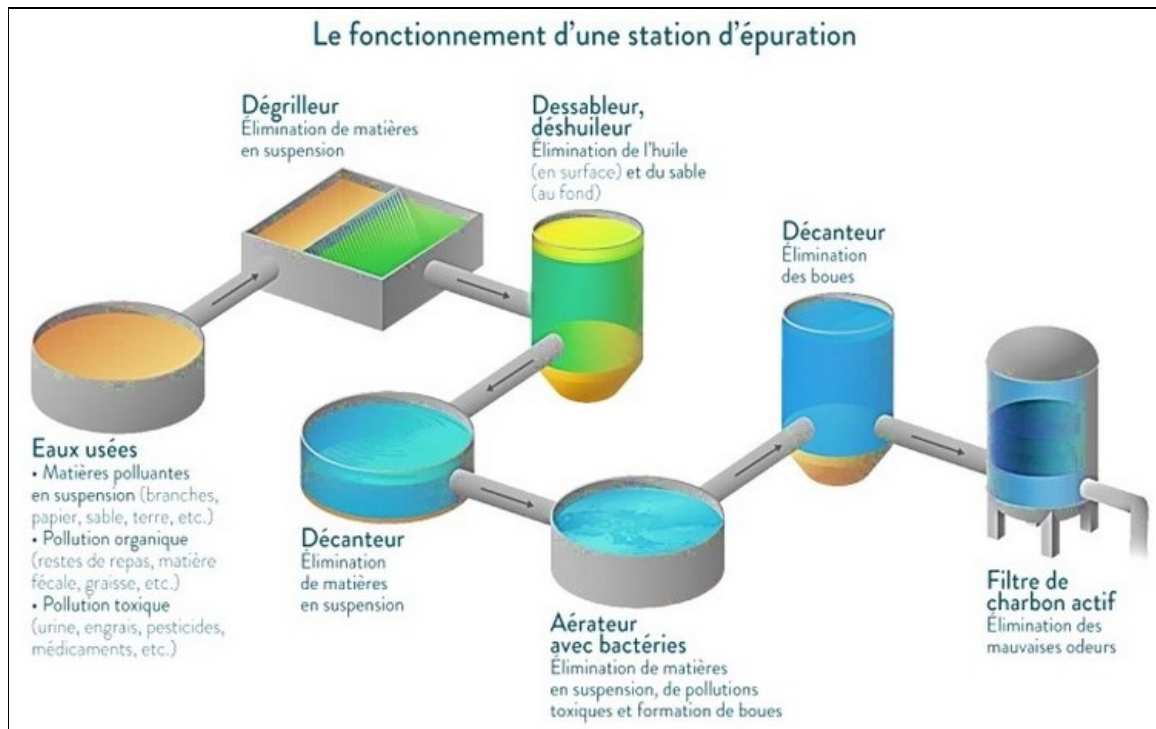 Le fonctionnement d'une station d'épuration
Dégrilleur
Élimination de matières
en suspension
Dessableur,
déshuileur
Élimination de l'huile
(en surface) et du sable
(au fond)
Décanteur
Élimination
des boues
Eaux usées
• Matières polluantes
en suspension (branches,
papier, sable, terre, etc.)
• Pollution organique
(restes de repas, matière
fécale, graisse, etc.)
• Pollution toxique
(urine, engrais, pesticides,
médicaments, etc.)
Décanteur
Élimination
de matières
en suspension
Aérateur
avec bactéries
Élimination de matières
en suspension, de pollutions
toxiques et formation de boues
Filtre de
charbon actif
Élimination des
mauvaises odeurs